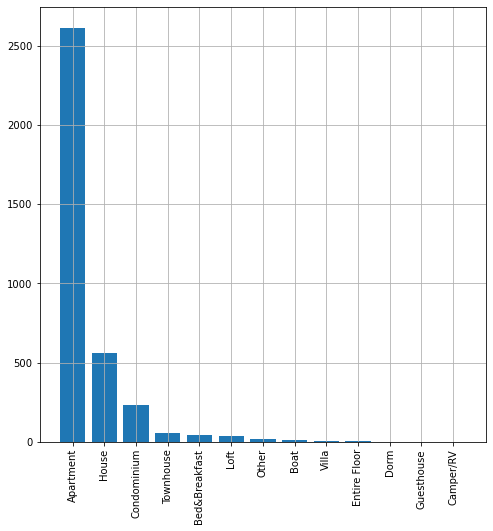 2500
2000
1500
1000
500
0
Apartment
House
Condominium
Townhouse
Bed&Breakfast
Loft
Other
Boat
Villa
Entire Floor
Dorm
Guesthouse
Camper/RV